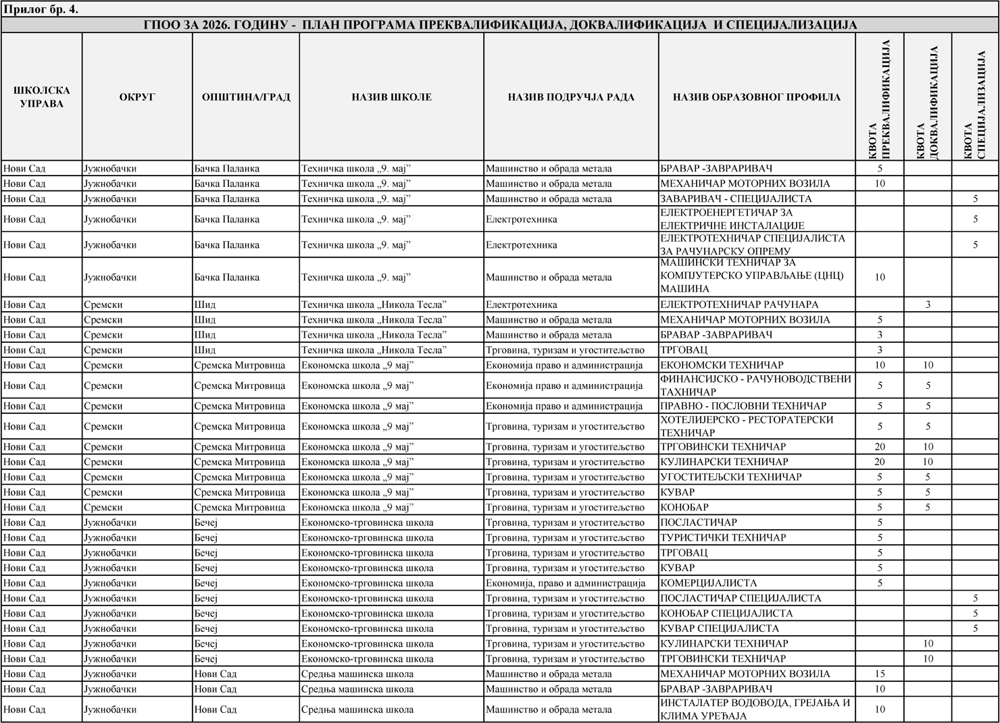 Прилог бр. 4.
ГПОО ЗА 2026. ГОДИНУ - ПЛАН ПРОГРАМА ПРЕКВАЛИФИКАЦИЈА, ДОКВАЛИФИКАЦИЈА И СПЕЦИЈАЛИЗАЦИЈА
ШКОЛСКА УПРАВА ОКРУГ ОПШТИНА/ГРАД НАЗИВ ШКОЛЕ НАЗИВ ПОДРУЧЈА РАДА НАЗИВ ОБРАЗОВНОГ ПРОФИЛА КВОТА ПРЕКВАЛИФИКАЦИЈА КВОТА ДОКВАЛИФИКАЦИЈА КВОТА СПЕЦИЈАЛИЗАЦИЈА
Нови Сад Јужнобачки Бачка Паланка Техничка школа „9. мај” Машинство и обрада метала БРАВАР -ЗАВРАРИВАЧ 5
Нови Сад Јужнобачки Бачка Паланка Техничка школа „9. мај” Машинство и обрада метала МЕХАНИЧАР МОТОРНИХ ВОЗИЛА 10
Нови Сад Јужнобачки Бачка Паланка Техничка школа „9. мај” Машинство и обрада метала ЗАВАРИВАЧ - СПЕЦИЈАЛИСТА 5
Нови Сад Јужнобачки Бачка Паланка Техничка школа „9. мај” Електротехника ЕЛЕКТРОЕНЕРГЕТИЧАР ЗА ЕЛЕКТРИЧНЕ ИНСТАЛАЦИЈЕ 5
Нови Сад Јужнобачки Бачка Паланка Техничка школа „9. мај” Електротехника ЕЛЕКТРОТЕХНИЧАР СПЕЦИЈАЛИСТА ЗА РАЧУНАРСКУ ОПРЕМУ 5
Нови Сад Јужнобачки Бачка Паланка Техничка школа „9. мај” Машинство и обрада метала МАШИНСКИ ТЕХНИЧАР ЗА КОМПЈУТЕРСКО УПРАВЉАЊЕ (ЦНЦ) МАШИНА 10
Нови Сад Сремски Шид Техничка школа „Никола Тесла” Електротехника ЕЛЕКТРОТЕХНИЧАР РАЧУНАРА 3
Нови Сад Сремски Шид Техничка школа „Никола Тесла” Машинство и обрада метала МЕХАНИЧАР МОТОРНИХ ВОЗИЛА 5
Нови Сад Сремски Шид Техничка школа „Никола Тесла” Машинство и обрада метала БРАВАР -ЗАВРАРИВАЧ 3
Нови Сад Сремски Шид Техничка школа „Никола Тесла” Трговина, туризам и угоститељство ТРГОВАЦ 3
Нови Сад Сремски Сремска Митровица Економска школа „9 мај” Економија право и администрација ЕКОНОМСКИ ТЕХНИЧАР 10 10
Нови Сад Сремски Сремска Митровица Економска школа „9 мај” Економија право и администрација ФИНАНСИЈСКО - РАЧУНОВОДСТВЕНИ ТАХНИЧАР 5 5
Нови Сад Сремски Сремска Митровица Економска школа „9 мај” Економија право и администрација ПРАВНО - ПОСЛОВНИ ТЕХНИЧАР 5 5
Нови Сад Сремски Сремска Митровица Економска школа „9 мај” Трговина, туризам и угоститељство ХОТЕЛИЈЕРСКО - РЕСТОРАТЕРСКИ ТЕХНИЧАР 5 5
Нови Сад Сремски Сремска Митровица Економска школа „9 мај” Трговина, туризам и угоститељство ТРГОВИНСКИ ТЕХНИЧАР 20 10
Нови Сад Сремски Сремска Митровица Економска школа „9 мај” Трговина, туризам и угоститељство КУЛИНАРСКИ ТЕХНИЧАР 20 10
Нови Сад Сремски Сремска Митровица Економска школа „9 мај” Трговина, туризам и угоститељство УГОСТИТЕЉСКИ ТЕХНИЧАР 5 5
Нови Сад Сремски Сремска Митровица Економска школа „9 мај” Трговина, туризам и угоститељство КУВАР 5 5
Нови Сад Сремски Сремска Митровица Економска школа „9 мај” Трговина, туризам и угоститељство КОНОБАР 5 5
Нови Сад Јужнобачки Бечеј Економско-трговинска школа Трговина, туризам и угоститељство ПОСЛАСТИЧАР 5
Нови Сад Јужнобачки Бечеј Економско-трговинска школа Трговина, туризам и угоститељство ТУРИСТИЧКИ ТЕХНИЧАР 5
Нови Сад Јужнобачки Бечеј Економско-трговинска школа Трговина, туризам и угоститељство ТРГОВАЦ 5
Нови Сад Јужнобачки Бечеј Економско-трговинска школа Трговина, туризам и угоститељство КУВАР 5
Нови Сад Јужнобачки Бечеј Економско-трговинска школа Економија, право и администрација КОМЕРЦИЈАЛИСТА 5
Нови Сад Јужнобачки Бечеј Економско-трговинска школа Трговина, туризам и угоститељство ПОСЛАСТИЧАР СПЕЦИЈАЛИСТА 5
Нови Сад Јужнобачки Бечеј Економско-трговинска школа Трговина, туризам и угоститељство КОНОБАР СПЕЦИЈАЛИСТА 5
Нови Сад Јужнобачки Бечеј Економско-трговинска школа Трговина, туризам и угоститељство КУВАР СПЕЦИЈАЛИСТА 5
Нови Сад Јужнобачки Бечеј Економско-трговинска школа Трговина, туризам и угоститељство КУЛИНАРСКИ ТЕХНИЧАР 10
Нови Сад Јужнобачки Бечеј Економско-трговинска школа Трговина, туризам и угоститељство ТРГОВИНСКИ ТЕХНИЧАР 10
Нови Сад Јужнобачки Нови Сад Средња машинска школа Машинство и обрада метала МЕХАНИЧАР МОТОРНИХ ВОЗИЛА 15
Нови Сад Јужнобачки Нови Сад Средња машинска школа Машинство и обрада метала БРАВАР -ЗАВРАРИВАЧ 10
Нови Сад Јужнобачки Нови Сад Средња машинска школа Машинство и обрада метала ИНСТАЛАТЕР ВОДОВОДА, ГРЕЈАЊА И КЛИМА УРЕЂАЈА 10